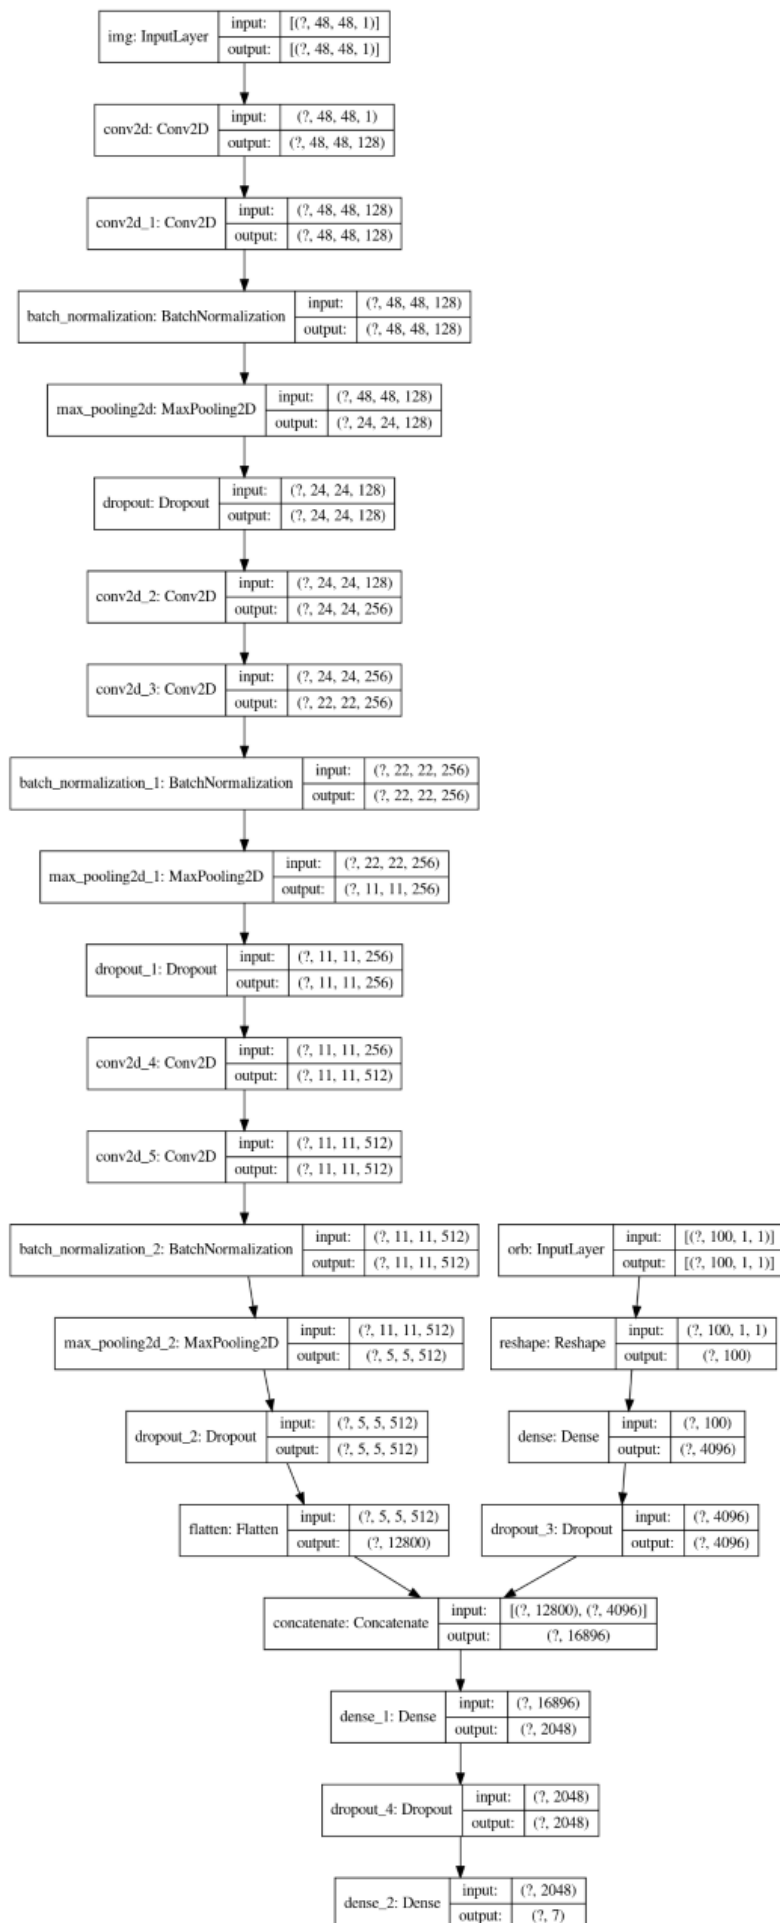 img: InputLayer
input: [(?, 48, 48, 1)]
output: [(?, 48, 48, 1)]
conv2d: Conv2D
input: (?, 48, 48, 1)
output: (?, 48, 48, 128)
conv2d_1: Conv2D
input: (?, 48, 48, 128)
output: (?, 48, 48, 128)
batch_normalization: BatchNormalization
input: (?, 48, 48, 128)
output: (?, 48, 48, 128)
max_pooling2d: MaxPooling2D
input: (?, 48, 48, 128)
output: (?, 24, 24, 128)
dropout: Dropout
input: (?, 24, 24, 128)
output: (?, 24, 24, 128)
conv2d_2: Conv2D
input: (?, 24, 24, 128)
output: (?, 24, 24, 256)
conv2d_3: Conv2D
input: (?, 24, 24, 256)
output: (?, 22, 22, 256)
batch_normalization_1: BatchNormalization
input: (?, 22, 22, 256)
output: (?, 22, 22, 256)
max_pooling2d_1: MaxPooling2D
input: (?, 22, 22, 256)
output: (?, 11, 11, 256)
dropout_1: Dropout
input: (?, 11, 11, 256)
output: (?, 11, 11, 256)
conv2d_4: Conv2D
input: (?, 11, 11, 256)
output: (?, 11, 11, 512)
conv2d_5: Conv2D
input: (?, 11, 11, 512)
output: (?, 11, 11, 512)
batch_normalization_2: BatchNormalization
input: (?, 11, 11, 512)
output: (?, 11, 11, 512)
orb: InputLayer
input: [(?, 100, 1, 1)]
output: [(?, 100, 1, 1)]
max_pooling2d_2: MaxPooling2D
input: (?, 11, 11, 512)
output: (?, 5, 5, 512)
reshape: Reshape
input: (?, 100, 1, 1)
output: (?, 100)
dropout_2: Dropout
input: (?, 5, 5, 512)
output: (?, 5, 5, 512)
dense: Dense
input: (?, 100)
output: (?, 4096)
flatten: Flatten
input: (?, 5, 5, 512)
output: (?, 12800)
dropout_3: Dropout
input: (?, 4096)
output: (?, 4096)
concatenate: Concatenate
input: [(?, 12800), (?, 4096)]
output: (?, 16896)
dense_1: Dense
input: (?, 16896)
output: (?, 2048)
dropout_4: Dropout
input: (?, 2048)
output: (?, 2048)
dense_2: Dense
input: (?, 2048)
output: (?, 7)